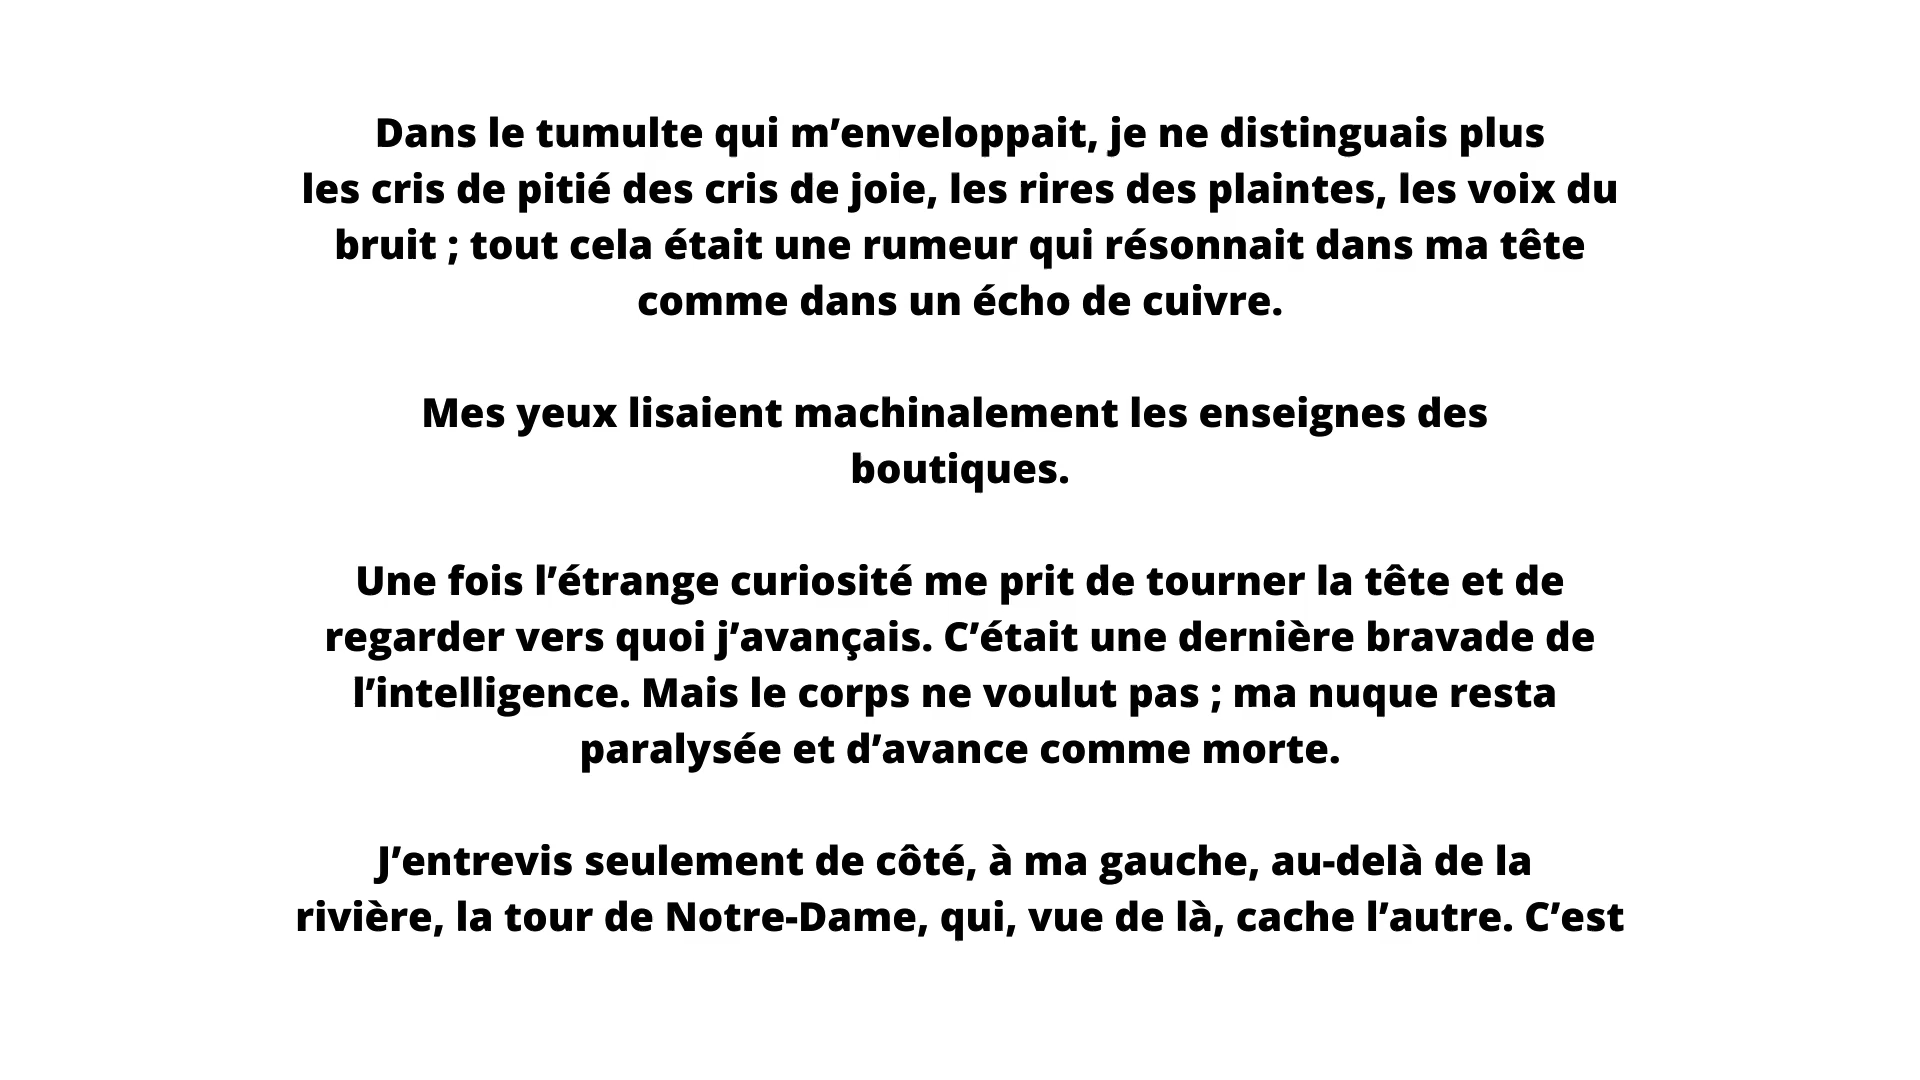 Dans le tumulte qui m’enveloppait, je ne distinguais plus
les cris de pitié des cris de joie, les rires des plaintes, les voix du
bruit ; tout cela était une rumeur qui résonnait dans ma tête
comme dans un écho de cuivre.
Mes yeux lisaient machinalement les enseignes des
boutiques.
Une fois l’étrange curiosité me prit de tourner la tête et de
regarder vers quoi j’avançais. C’était une dernière bravade de
l’intelligence. Mais le corps ne voulut pas ; ma nuque resta
paralysée et d’avance comme morte.
J’entrevis seulement de côté, à ma gauche, au-delà de la
rivière, la tour de Notre-Dame, qui, vue de là, cache l’autre. C’est